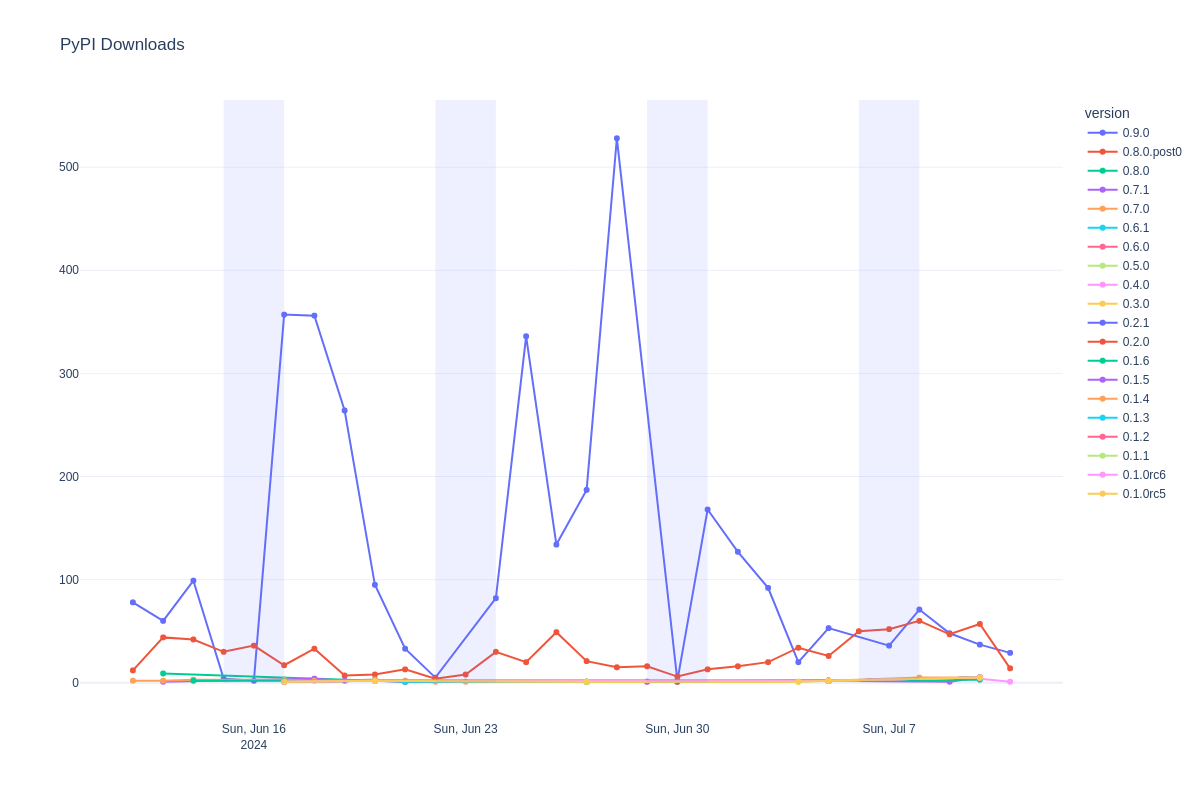 PyPI Downloads
500
400
300
200
100
0
Sun, Jun 16
2024
Sun, Jun 23
Sun, Jun 30
Sun, Jul 7
version
0.9.0
0.8.0.post0
0.8.0
0.7.1
0.7.0
0.6.1
0.6.0
0.5.0
0.4.0
0.3.0
0.2.1
0.2.0
0.1.6
0.1.5
0.1.4
0.1.3
0.1.2
0.1.1
0.1.0rc6
0.1.0rc5